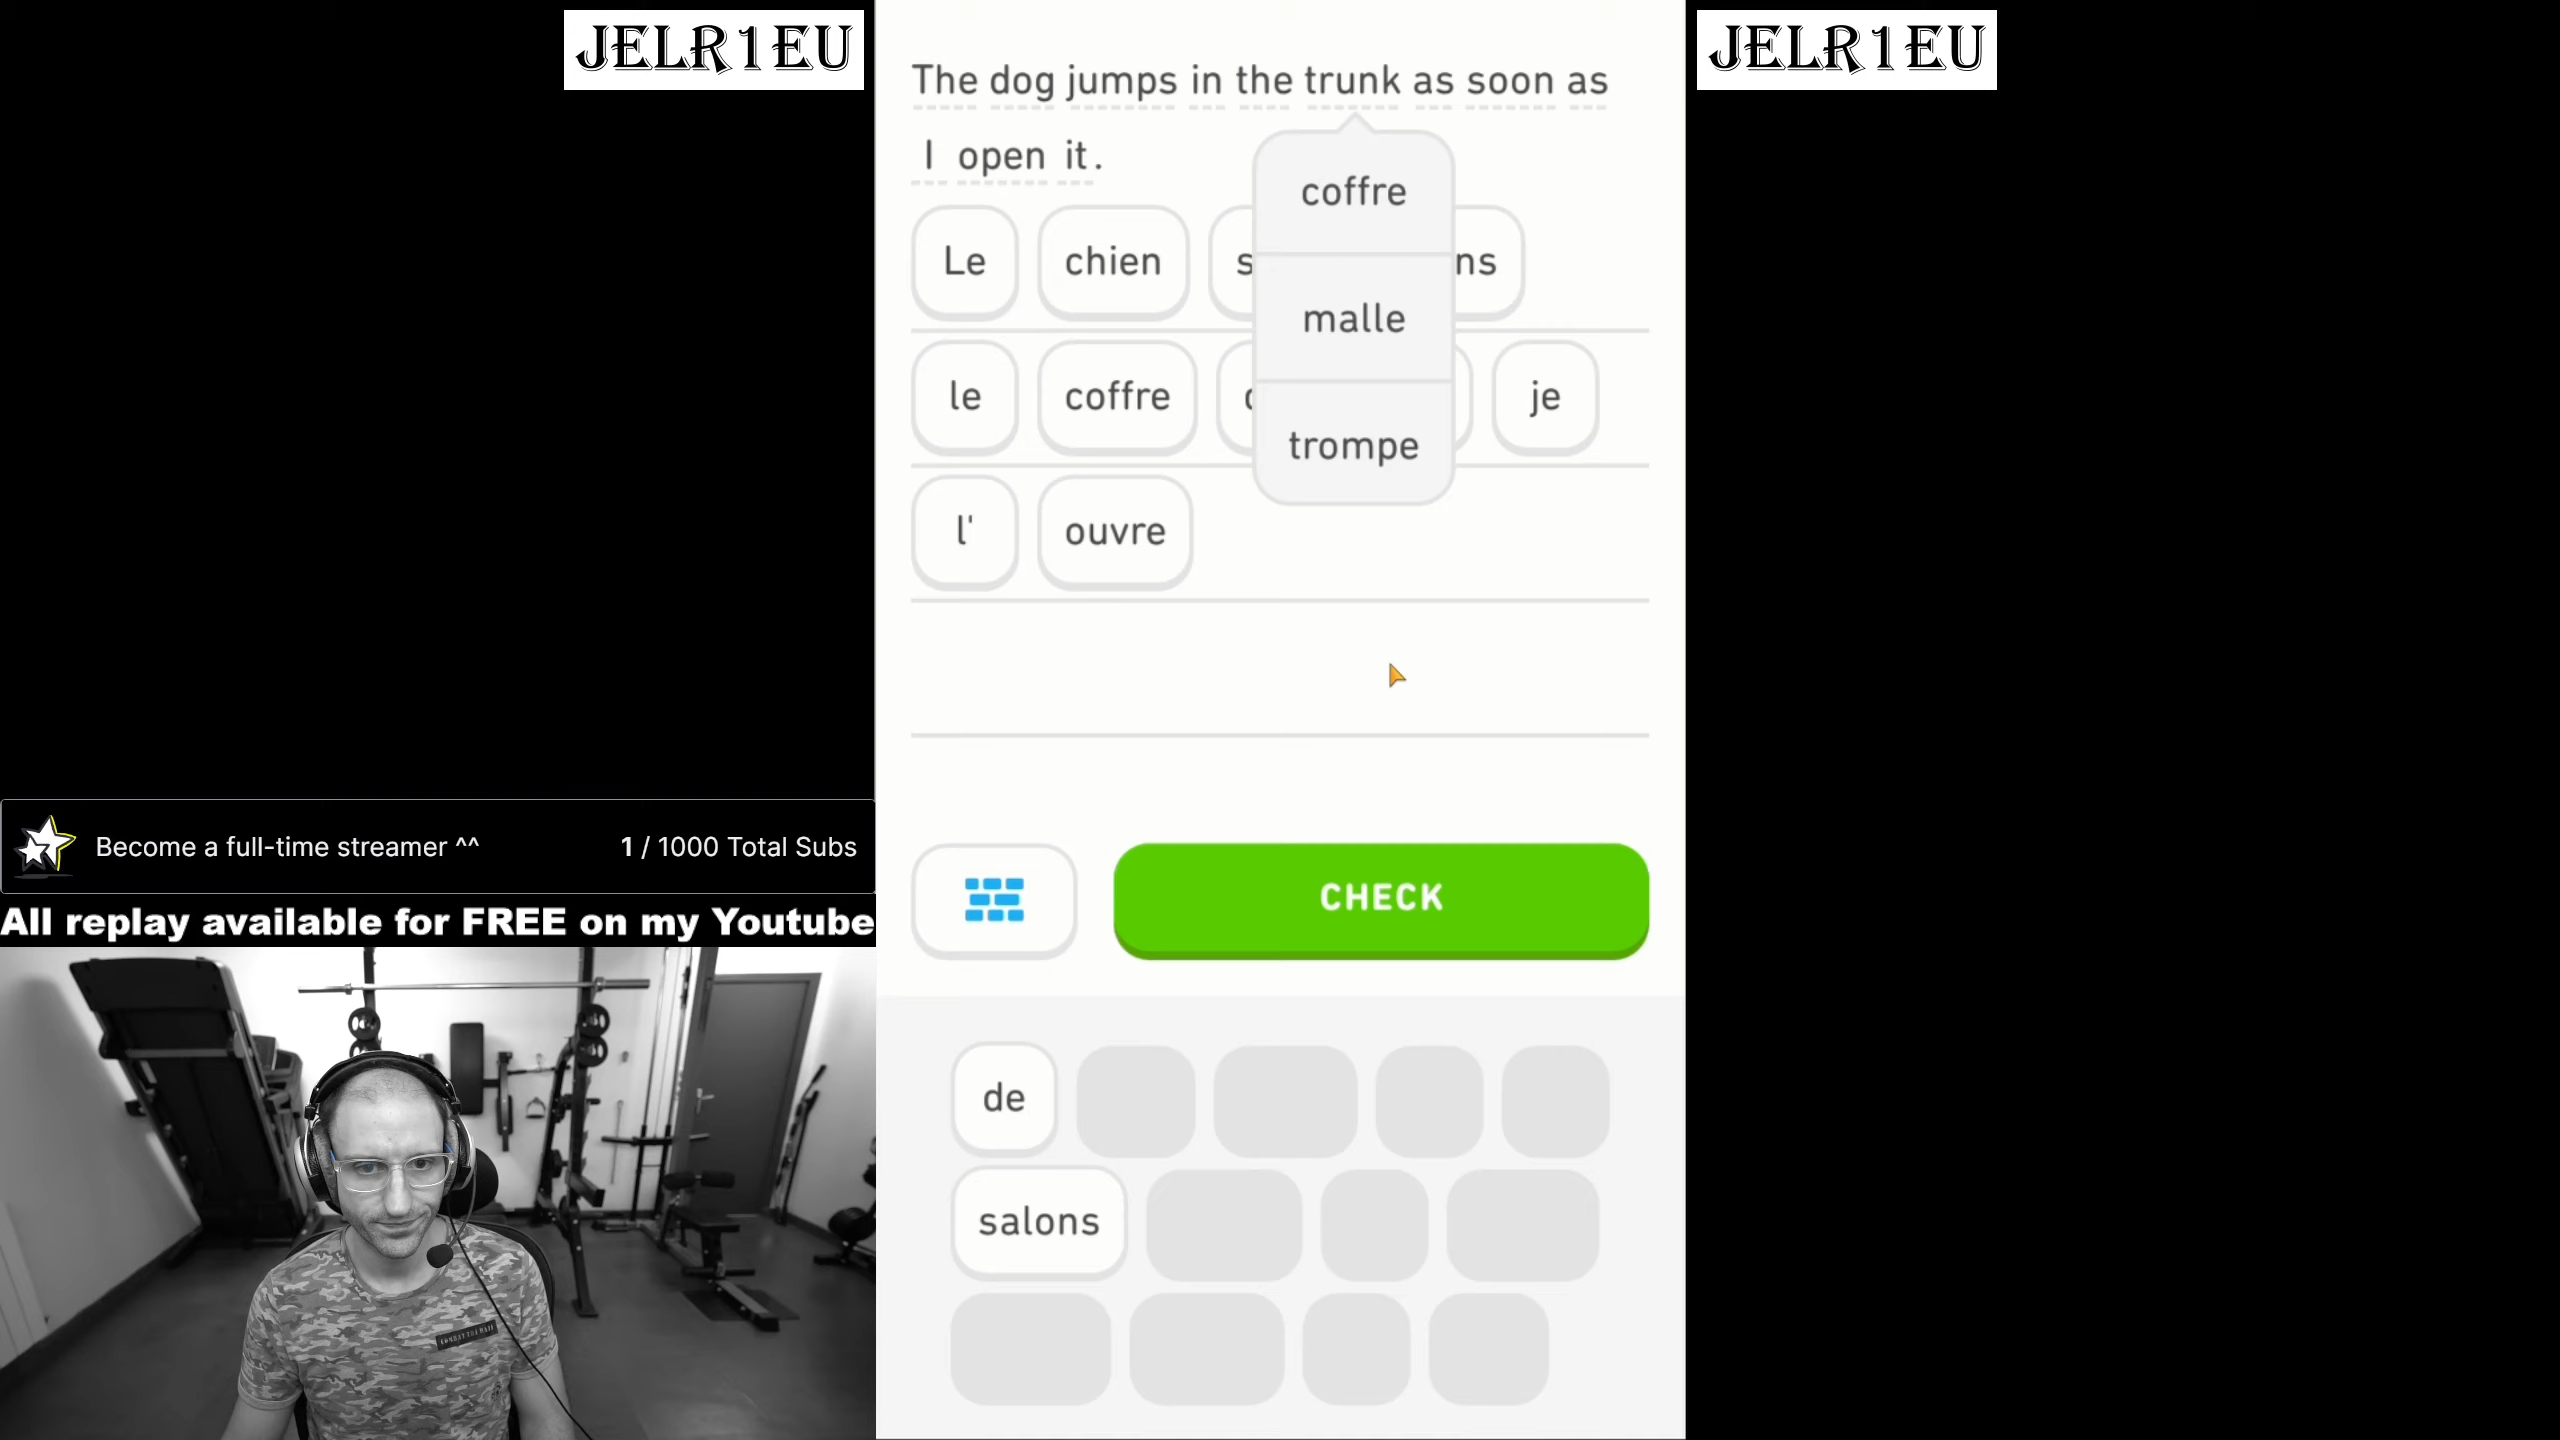 JELR1EU
JELR1EU
The dog jumps in the trunk as soon as
I open it.
coffre
malle
trompe
Le chien
le coffre je
l' ouvre
CHECK
de
salons
Become a full-time streamer ^^ 1 / 1000 Total Subs
All replay available for FREE on my Youtube